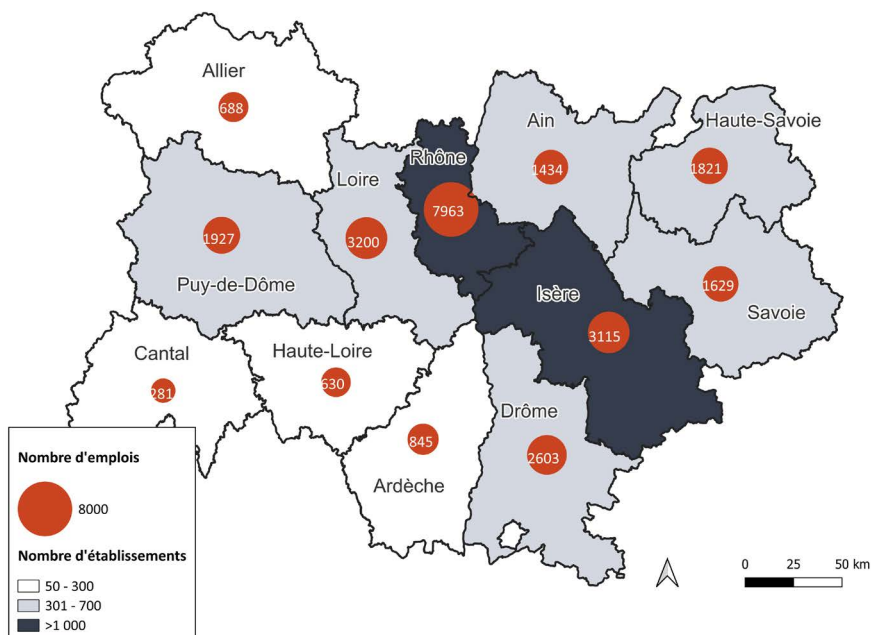 Allier
688
Ain
Haute-Savoie
Rhône
1434
1821
Loire
7963
1927
3200
Puy-de-Dôme
1629
Isère
Savoie
3115
Cantal
Haute-Loire
281
630
Drôme
845
2603
Ardèche
Nombre d'emplois
8000
Nombre d'établissements
50 - 300
301 - 700
>1 000
0 25 50 km